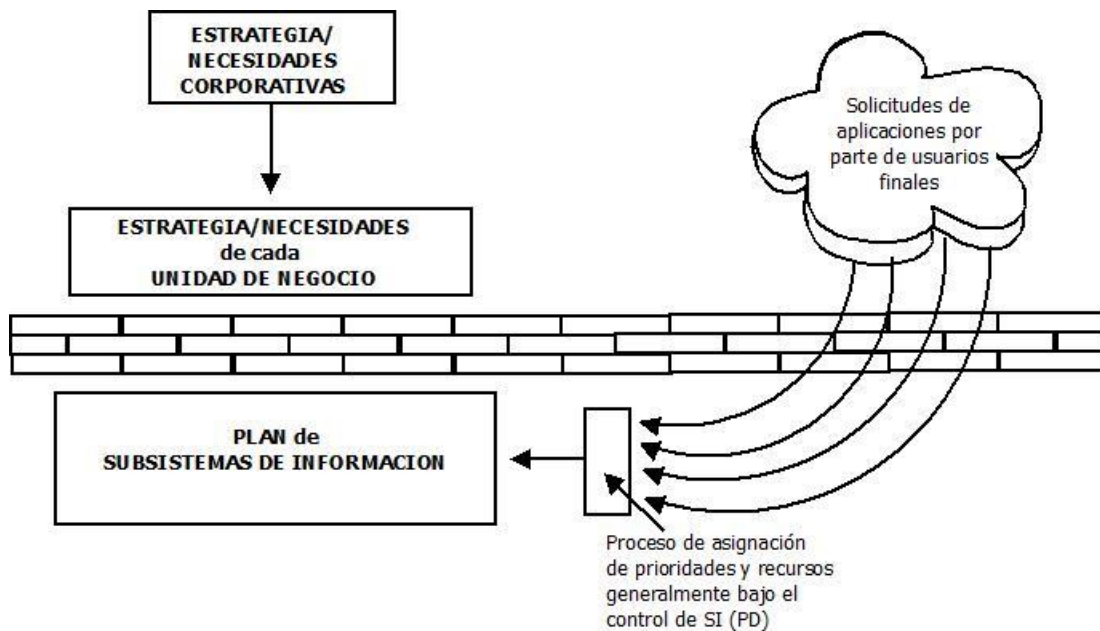 ESTRATEGIA/
NECESIDADES
CORPORATIVAS
Solicitudes de
aplicaciones por
parte de usuarios
finales
ESTRATEGIA/NECESIDADES
de cada
UNIDAD DE NEGOCIO
PLAN de
SUBSISTEMAS DE INFORMACION
Proceso de asignación
de prioridades y recursos
generalmente bajo el
control de SI (PD)